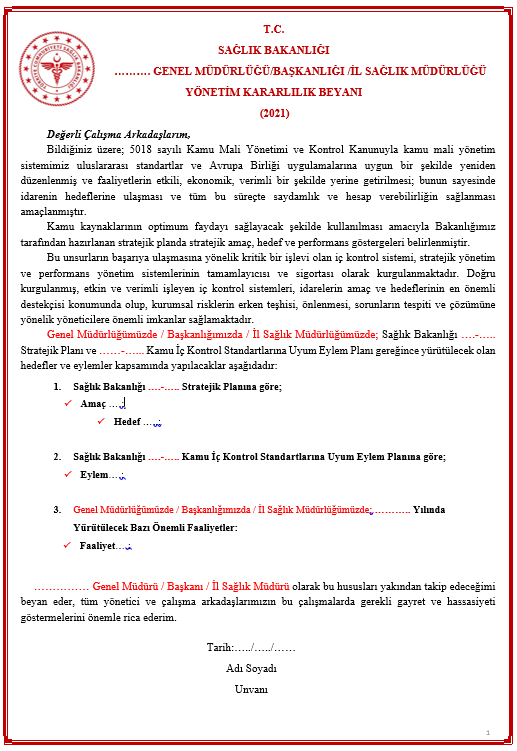 T.C.
SAĞLIK BAKANLIĞI
………. GENEL MÜDÜRLÜĞÜ/BAŞKANLIĞI /İL SAĞLIK MÜDÜRLÜĞÜ
YÖNETİM KARARLILIK BEYANI
(2021)
Değerli Çalışma Arkadaşlarım,
Bildiğiniz üzere; 5018 sayılı Kamu Mali Yönetimi ve Kontrol Kanunuyla kamu mali yönetim
sistemimiz uluslararası standartlar ve Avrupa Birliği uygulamalarına uygun bir şekilde yeniden
düzenlenmiş ve faaliyetlerin etkili, ekonomik, verimli bir şekilde yerine getirilmesi; bunun sayesinde
idarenin hedeflerine ulaşması ve tüm bu süreçte saydamlık ve hesap verebilirliğin sağlanması
amaçlanmıştır.
Kamu kaynaklarının optimum faydayı sağlayacak şekilde kullanılması amacıyla Bakanlığımız
tarafından hazırlanan stratejik planda stratejik amaç, hedef ve performans göstergeleri belirlenmiştir.
Bu unsurların başarıya ulaşmasına yönelik kritik bir işlevi olan iç kontrol sistemi, stratejik yönetim
ve performans yönetim sistemlerinin tamamlayıcısı ve sigortası olarak kurgulanmaktadır. Doğru
kurgulanmış, etkin ve verimli işleyen iç kontrol sistemleri, idarelerin amaç ve hedeflerinin en önemli
destekçisi konumunda olup, kurumsal risklerin erken teşhisi, önlenmesi, sorunların tespiti ve çözümüne
yönelik yöneticilere önemli imkanlar sağlamaktadır.
Genel Müdürlüğümüzde / Başkanlığımızda / İl Sağlık Müdürlüğümüzde; Sağlık Bakanlığı ….-…..
Stratejik Planı ve ……-…... Kamu İç Kontrol Standartlarına Uyum Eylem Planı gereğince yürütülecek olan
hedefler ve eylemler kapsamında yapılacaklar aşağıdadır:
1. Sağlık Bakanlığı ….-….. Stratejik Planına göre;
✓ Amaç ….;
✓ Hedef ….;
2. Sağlık Bakanlığı ….-….. Kamu İç Kontrol Standartlarına Uyum Eylem Planına göre;
✓ Eylem….;
3. Genel Müdürlüğümüzde / Başkanlığımızda / İl Sağlık Müdürlüğümüzde; ……….. Yılında
Yürütülecek Bazı Önemli Faaliyetler:
✓ Faaliyet….;
…………… Genel Müdürü / Başkanı / İl Sağlık Müdürü olarak bu hususları yakından takip edeceğimi
beyan eder, tüm yönetici ve çalışma arkadaşlarımızın bu çalışmalarda gerekli gayret ve hassasiyeti
göstermelerini önemle rica ederim.
Tarih:…../…../……
Adı Soyadı
Unvanı
1